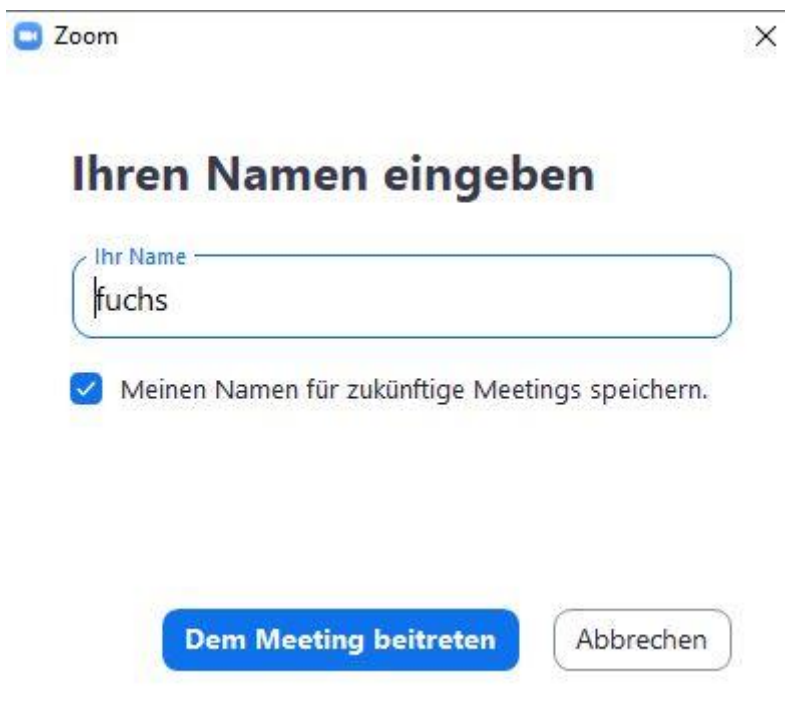 Zoom
Ihren Namen eingeben
Ihr Name
fuchs
Meinen Namen für zukünftige Meetings speichern.
Dem Meeting beitreten
Abbrechen